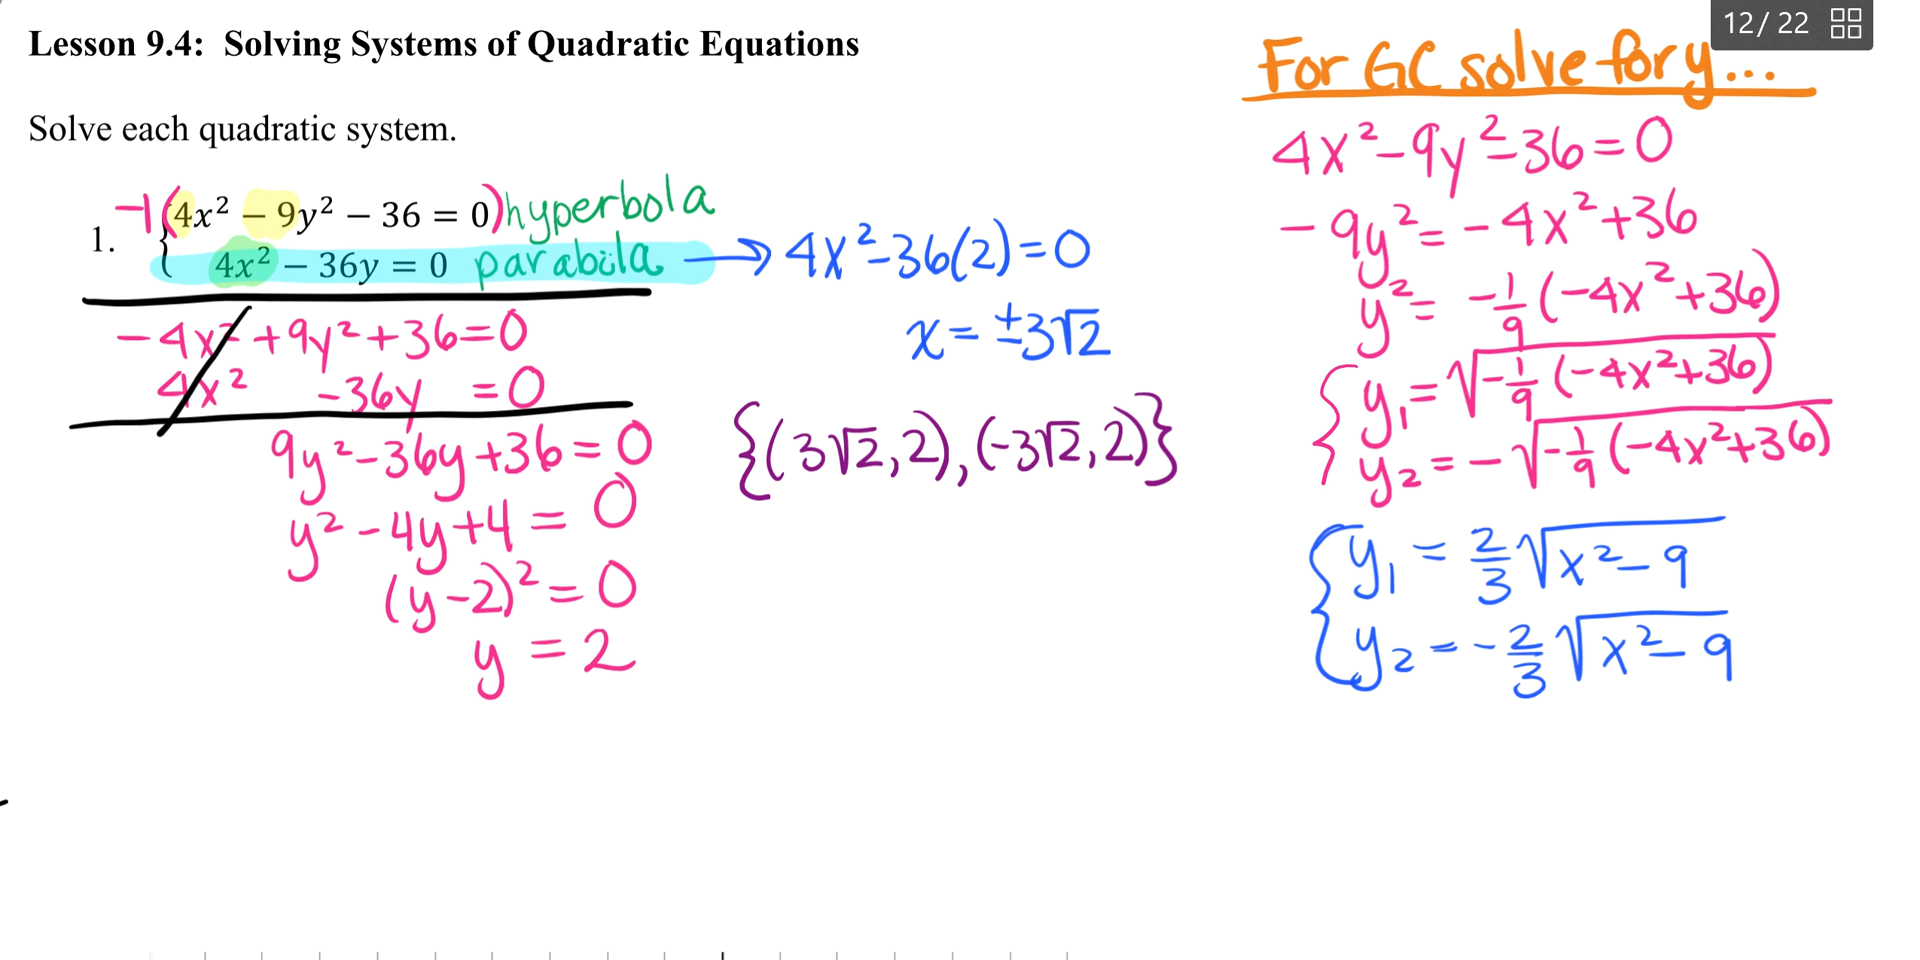 Lesson 9.4: Solving Systems of Quadratic Equations
12/ 22
For GC solve for y...
Solve each quadratic system.
1. { -1(4x² – 9y² – 36 = 0) hyperbola
4x² – 36y = 0 parabola → 4x²-36(2)=0
x = ±3√2
-4x² +9y²+36=0
4x² -36y =0
9y²-36y+36=0
y²-4y+4=0
(y-2)²=0
y=2
{(3√2,2),(-3√2,2)}
4x²-9y²-36=0
-9y²=-4x²+36
y²= -1/9(-4x²+36)
{ y₁=√-1/9(-4x²+36)
y₂=-√-1/9(-4x²+36)
{ y₁ = 2/3√x²-9
y₂=-2/3√x²-9